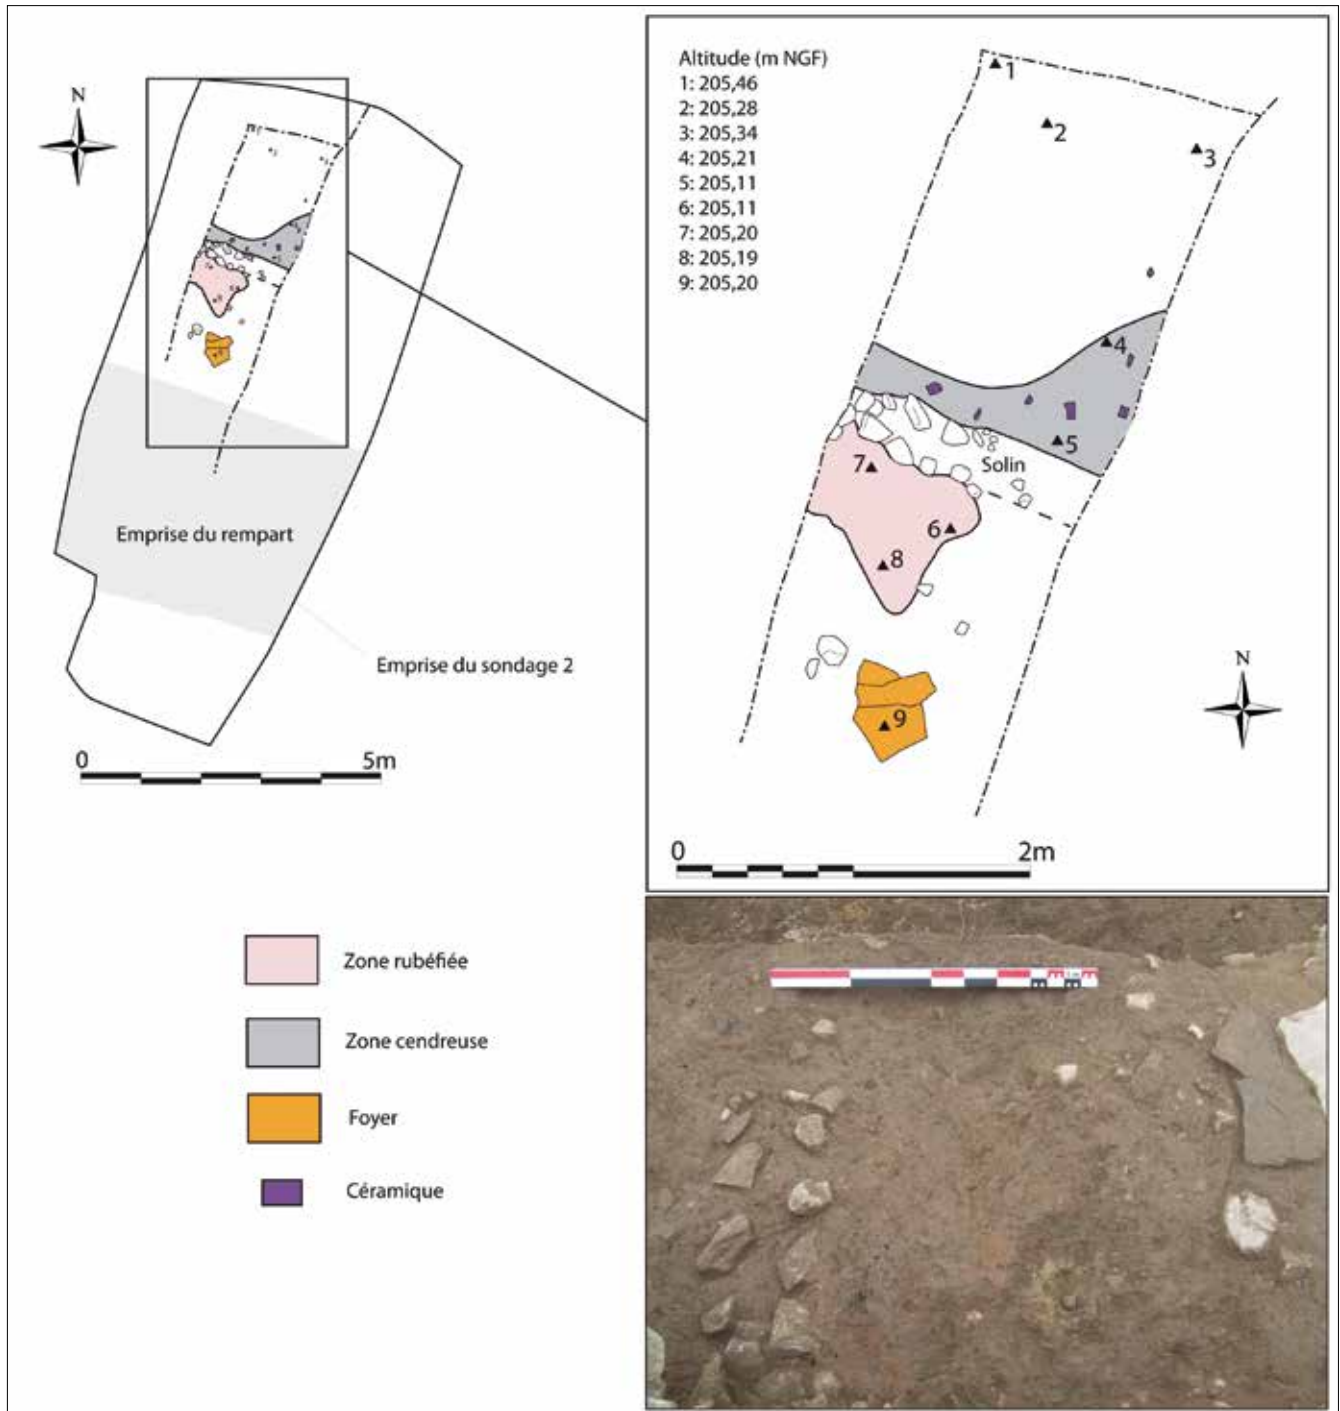 N
Emprise du rempart
Emprise du sondage 2
0 5m
Altitude (m NGF)
1: 205,46
2: 205,28
3: 205,34
4: 205,21
5: 205,11
6: 205,11
7: 205,20
8: 205,19
9: 205,20
1
2
3
4
5
Solin
7
6
8
9
N
0 2m
Zone rubéfiée
Zone cendreuse
Foyer
Céramique